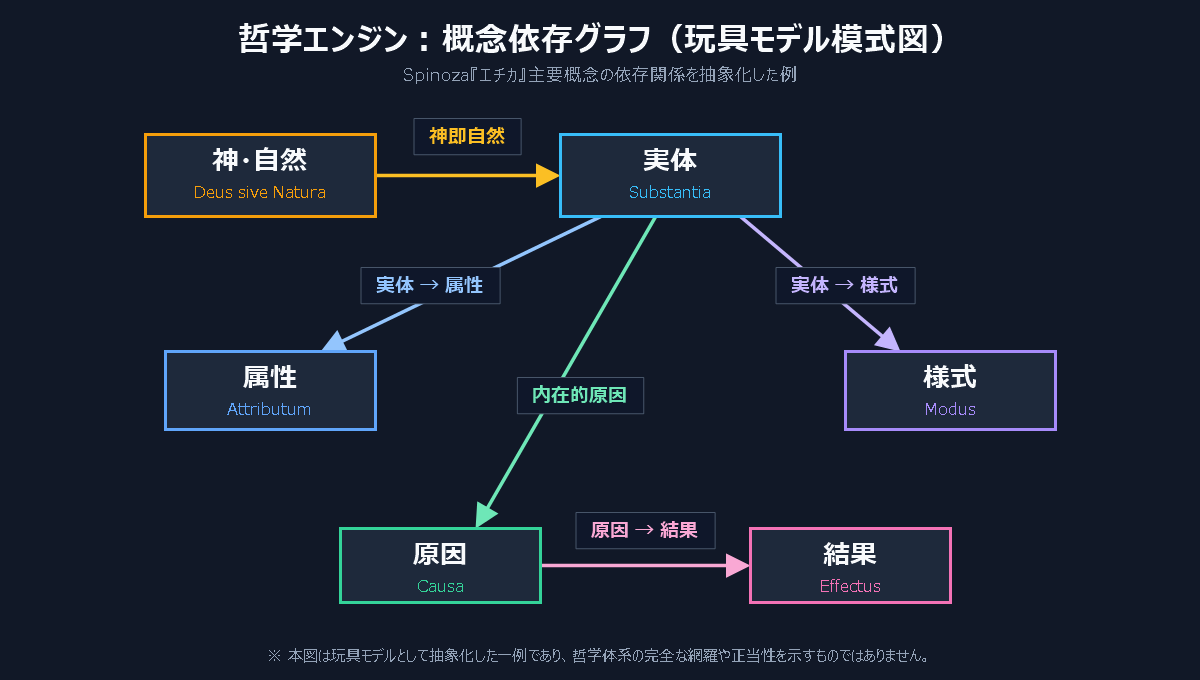 哲学エンジン：概念依存グラフ（玩具モデル模式図）
Spinoza『エチカ』主要概念の依存関係を抽象化した例
神・自然
Deus sive Natura
神即自然
実体
Substantia
実体 → 属性
実体 → 様式
属性
Attributum
内在的原因
様式
Modus
原因
Causa
原因 → 結果
結果
Effectus
※ 本図は玩具モデルとして抽象化した一例であり、哲学体系の完全な網羅や正当性を示すものではありません。